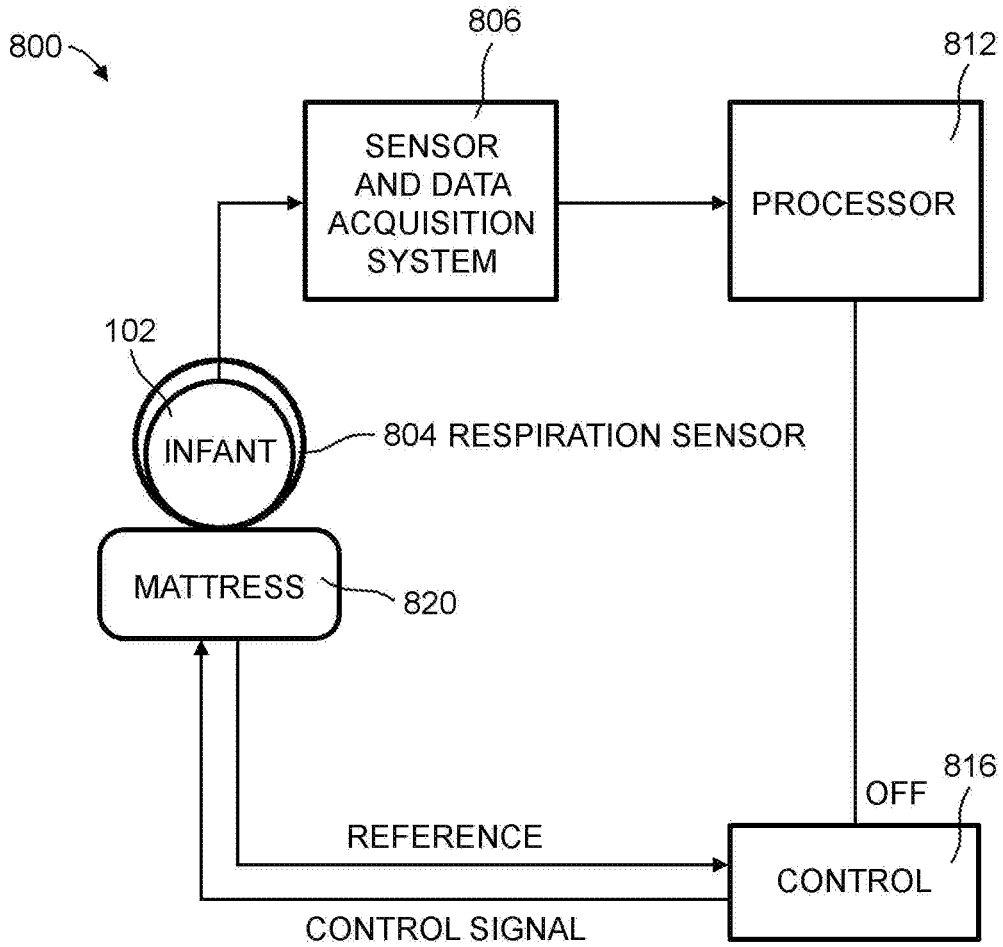 800
806
812
SENSOR
AND DATA
ACQUISITION
SYSTEM
PROCESSOR
102
INFANT
804 RESPIRATION SENSOR
MATTRESS
820
OFF
816
REFERENCE
CONTROL
CONTROL SIGNAL